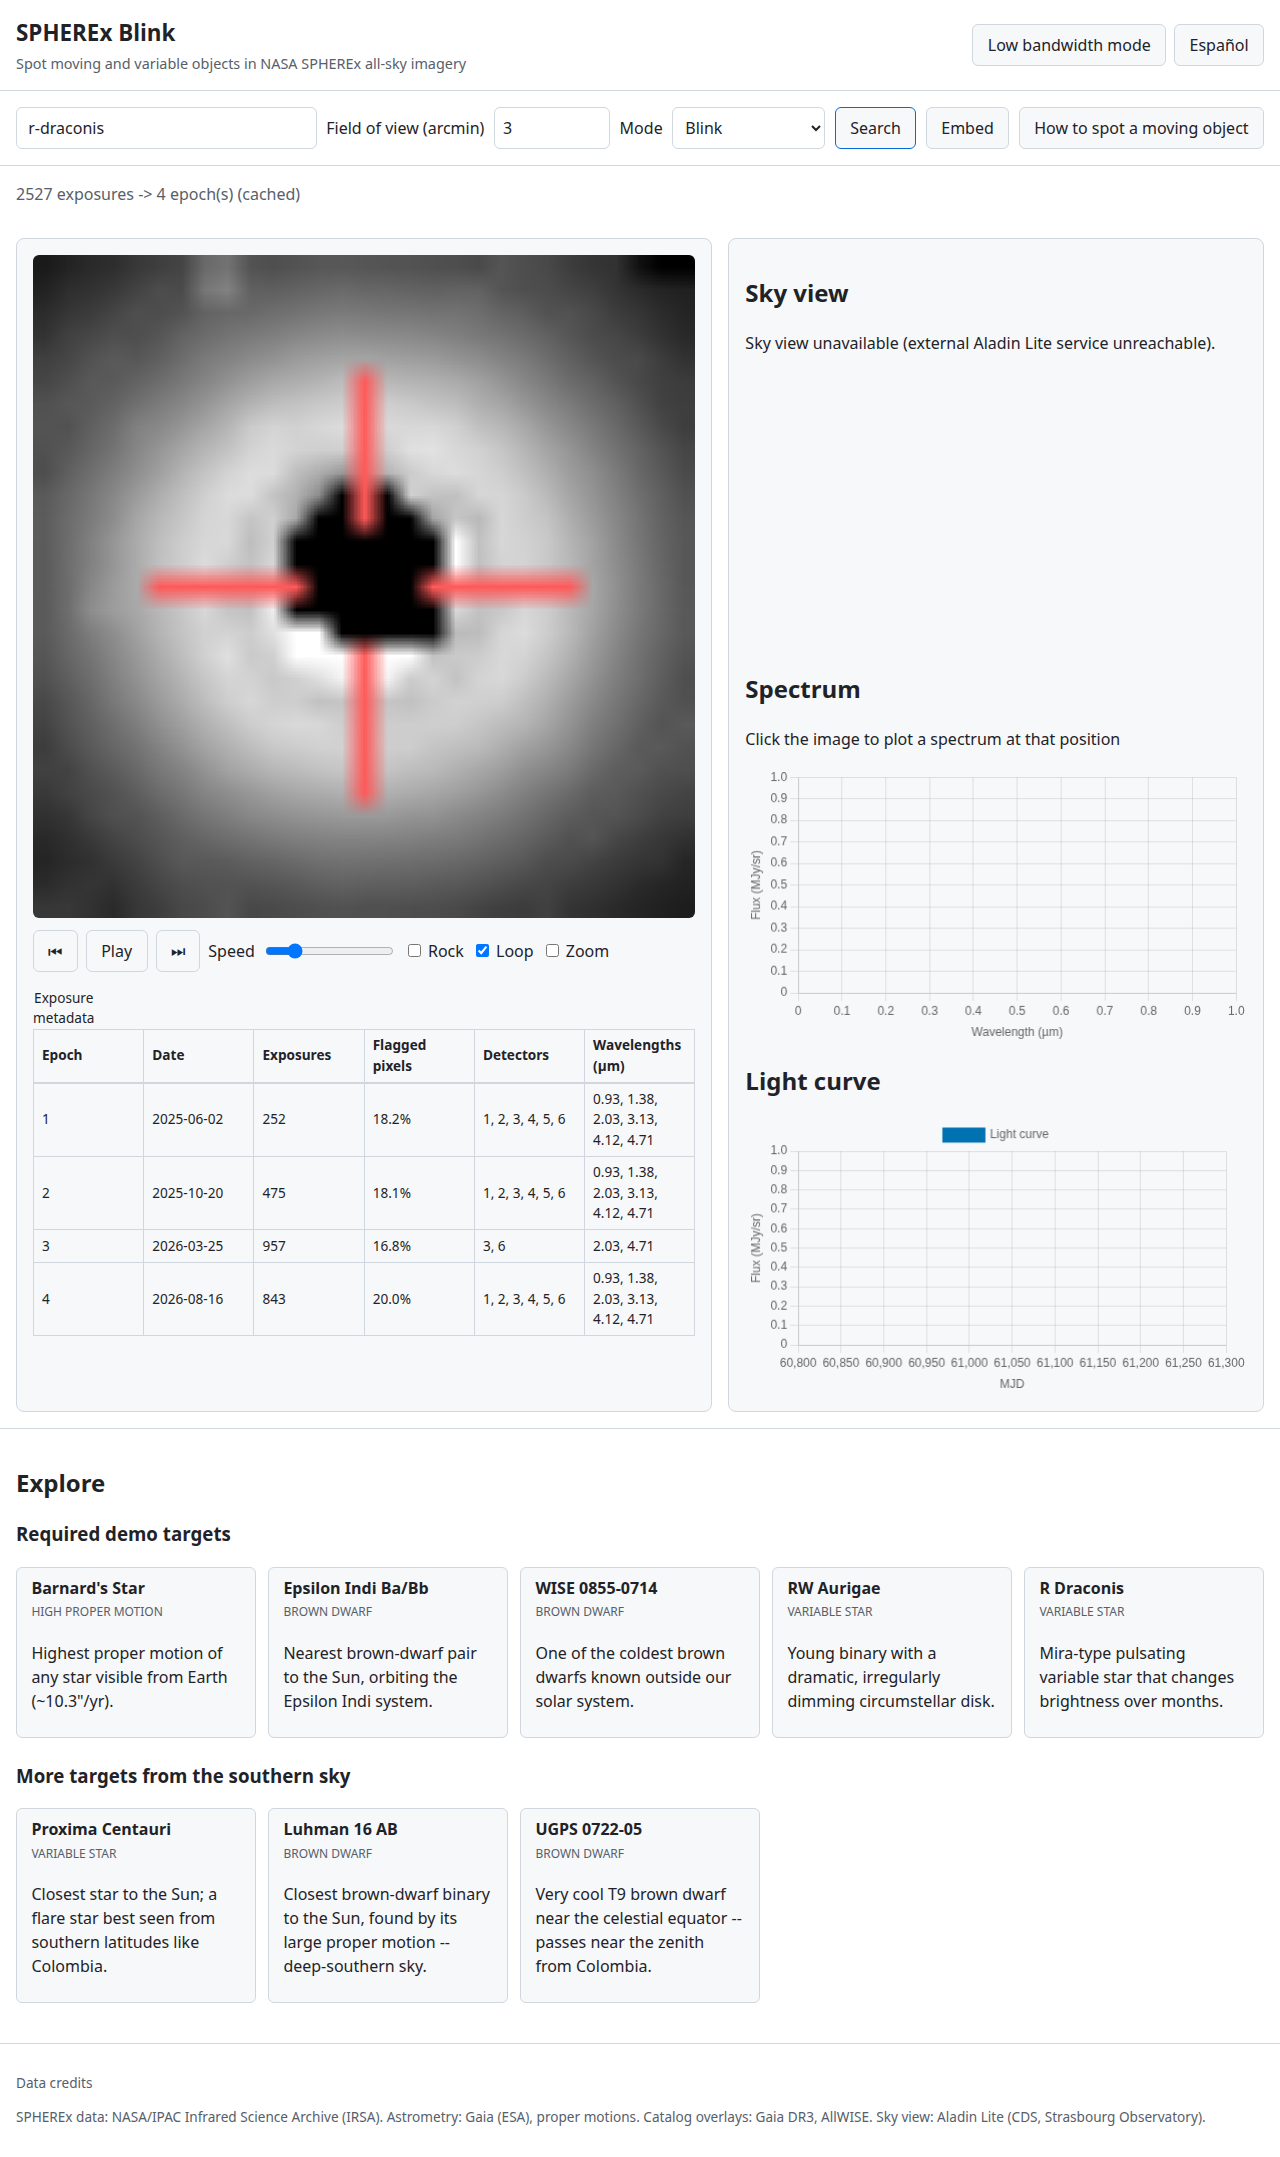 SPHEREx Blink
Spot moving and variable objects in NASA SPHEREx all-sky imagery
Low bandwidth mode
Español
r-draconis
Field of view (arcmin)
3
Mode
Blink
Search
Embed
How to spot a moving object
2527 exposures -> 4 epoch(s) (cached)
⏮
Play
⏭
Speed
Rock
Loop
Zoom
Exposure
metadata
Epoch
Date
Exposures
Flagged
pixels
Detectors
Wavelengths
(µm)
1
2025-06-02
252
18.2%
1, 2, 3, 4, 5, 6
0.93, 1.38,
2.03, 3.13,
4.12, 4.71
2
2025-10-20
475
18.1%
1, 2, 3, 4, 5, 6
0.93, 1.38,
2.03, 3.13,
4.12, 4.71
3
2026-03-25
957
16.8%
3, 6
2.03, 4.71
4
2026-08-16
843
20.0%
1, 2, 3, 4, 5, 6
0.93, 1.38,
2.03, 3.13,
4.12, 4.71
Sky view
Sky view unavailable (external Aladin Lite service unreachable).
Spectrum
Click the image to plot a spectrum at that position
Flux (MJy/sr)
1.0
0.9
0.8
0.7
0.6
0.5
0.4
0.3
0.2
0.1
0
0 0.1 0.2 0.3 0.4 0.5 0.6 0.7 0.8 0.9 1.0
Wavelength (µm)
Light curve
Light curve
Flux (MJy/sr)
1.0
0.9
0.8
0.7
0.6
0.5
0.4
0.3
0.2
0.1
0
60,800 60,850 60,900 60,950 61,000 61,050 61,100 61,150 61,200 61,250 61,300
MJD
Explore
Required demo targets
Barnard's Star
HIGH PROPER MOTION
Highest proper motion of
any star visible from Earth
(~10.3"/yr).
Epsilon Indi Ba/Bb
BROWN DWARF
Nearest brown-dwarf pair
to the Sun, orbiting the
Epsilon Indi system.
WISE 0855-0714
BROWN DWARF
One of the coldest brown
dwarfs known outside our
solar system.
RW Aurigae
VARIABLE STAR
Young binary with a
dramatic, irregularly
dimming circumstellar disk.
R Draconis
VARIABLE STAR
Mira-type pulsating
variable star that changes
brightness over months.
More targets from the southern sky
Proxima Centauri
VARIABLE STAR
Closest star to the Sun; a
flare star best seen from
southern latitudes like
Colombia.
Luhman 16 AB
BROWN DWARF
Closest brown-dwarf binary
to the Sun, found by its
large proper motion --
deep-southern sky.
UGPS 0722-05
BROWN DWARF
Very cool T9 brown dwarf
near the celestial equator --
passes near the zenith
from Colombia.
Data credits
SPHEREx data: NASA/IPAC Infrared Science Archive (IRSA). Astrometry: Gaia (ESA), proper motions. Catalog overlays: Gaia DR3, AllWISE. Sky view: Aladin Lite (CDS, Strasbourg Observatory).